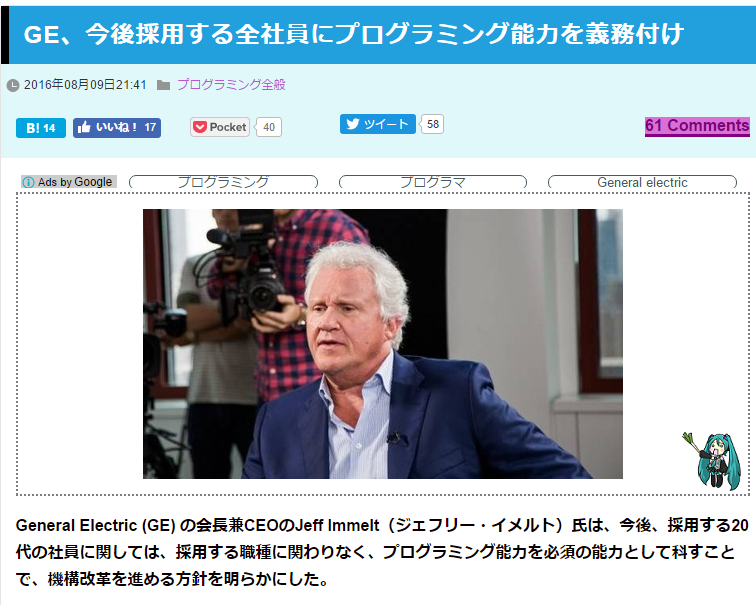 GE、今後採用する全社員にプログラミング能力を義務付け
2016年08月09日21:41 プログラミング全般
B! 14 いいね！ 17 Pocket 40 ツイート 58 61 Comments
Ads by Google プログラミング プログラマ General electric
General Electric (GE) の会長兼CEOのJeff Immelt（ジェフリー・イメルト）氏は、今後、採用する20
代の社員に関しては、採用する職種に関わりなく、プログラミング能力を必須の能力として科すこと
で、機構改革を進める方針を明らかにした。